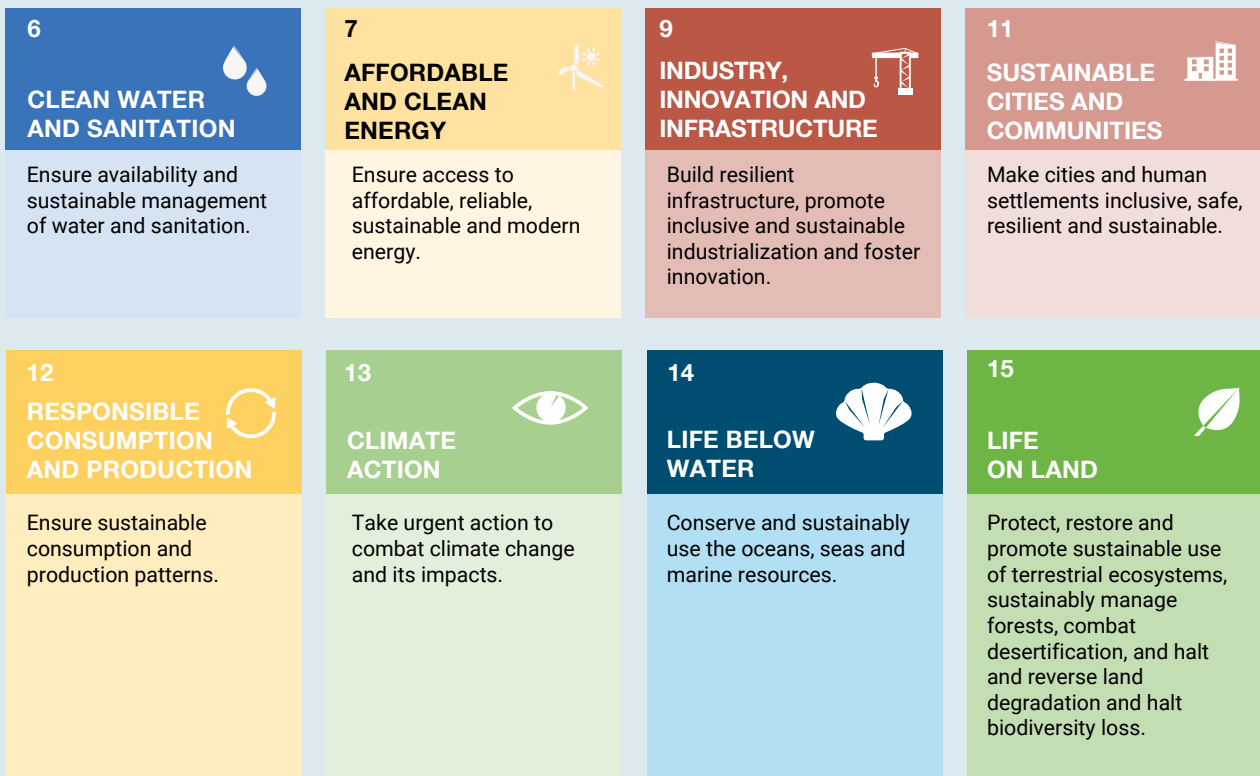 6
CLEAN WATER
AND SANITATION
Ensure availability and
sustainable management
of water and sanitation.
7
AFFORDABLE
AND CLEAN
ENERGY
Ensure access to
affordable, reliable,
sustainable and modern
energy.
9
INDUSTRY,
INNOVATION AND
INFRASTRUCTURE
Build resilient
infrastructure, promote
inclusive and sustainable
industrialization and foster
innovation.
11
SUSTAINABLE
CITIES AND
COMMUNITIES
Make cities and human
settlements inclusive, safe,
resilient and sustainable.
12
RESPONSIBLE
CONSUMPTION
AND PRODUCTION
Ensure sustainable
consumption and
production patterns.
13
CLIMATE
ACTION
Take urgent action to
combat climate change
and its impacts.
14
LIFE BELOW
WATER
Conserve and sustainably
use the oceans, seas and
marine resources.
15
LIFE
ON LAND
Protect, restore and
promote sustainable use
of terrestrial ecosystems,
sustainably manage
forests, combat
desertification, and halt
and reverse land
degradation and halt
biodiversity loss.